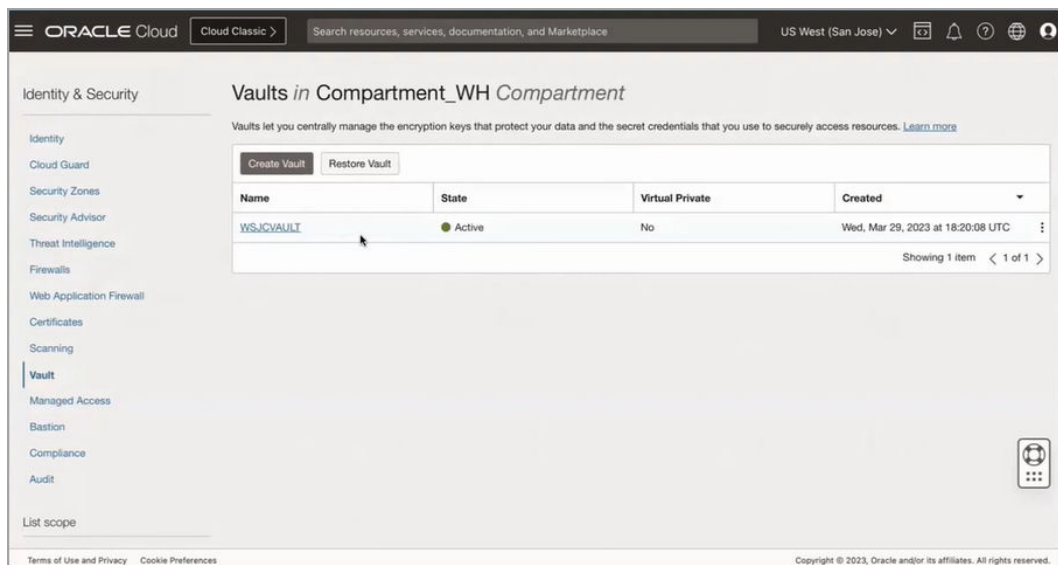 ORACLE Cloud
Cloud Classic >
Search resources, services, documentation, and Marketplace
US West (San Jose)
Identity & Security
Identity
Cloud Guard
Security Zones
Security Advisor
Threat Intelligence
Firewalls
Web Application Firewall
Certificates
Scanning
Vault
Managed Access
Bastion
Compliance
Audit
List scope
Vaults in Compartment_WH Compartment
Vaults let you centrally manage the encryption keys that protect your data and the secret credentials that you use to securely access resources. Learn more
Create Vault Restore Vault
Name State Virtual Private Created
WSJCVAULT Active No Wed, Mar 29, 2023 at 18:20:08 UTC
Showing 1 item < 1 of 1 >
Terms of Use and Privacy Cookie Preferences
Copyright © 2023, Oracle and/or its affiliates. All rights reserved.